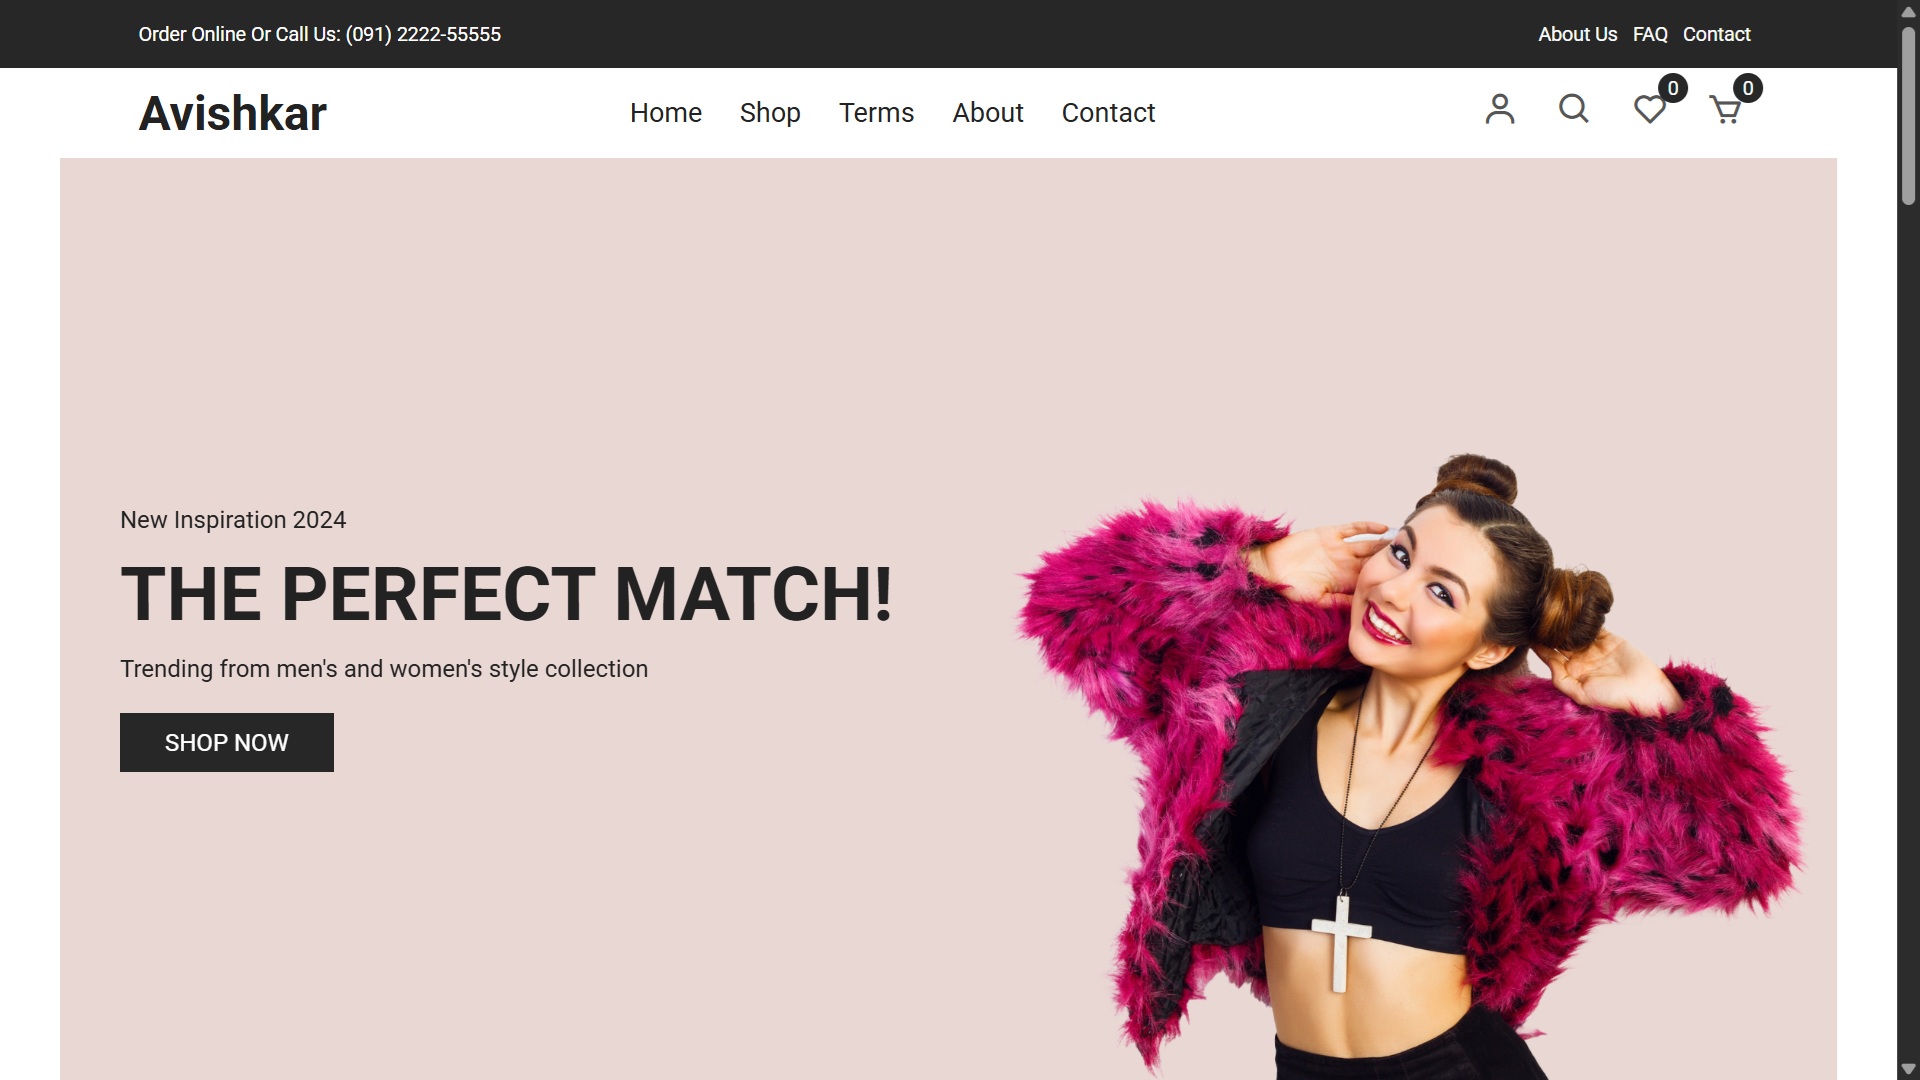 Order Online Or Call Us: (091) 2222-55555
About Us FAQ Contact
Avishkar
Home Shop Terms About Contact
0 0
New Inspiration 2024
THE PERFECT MATCH!
Trending from men's and women's style collection
SHOP NOW